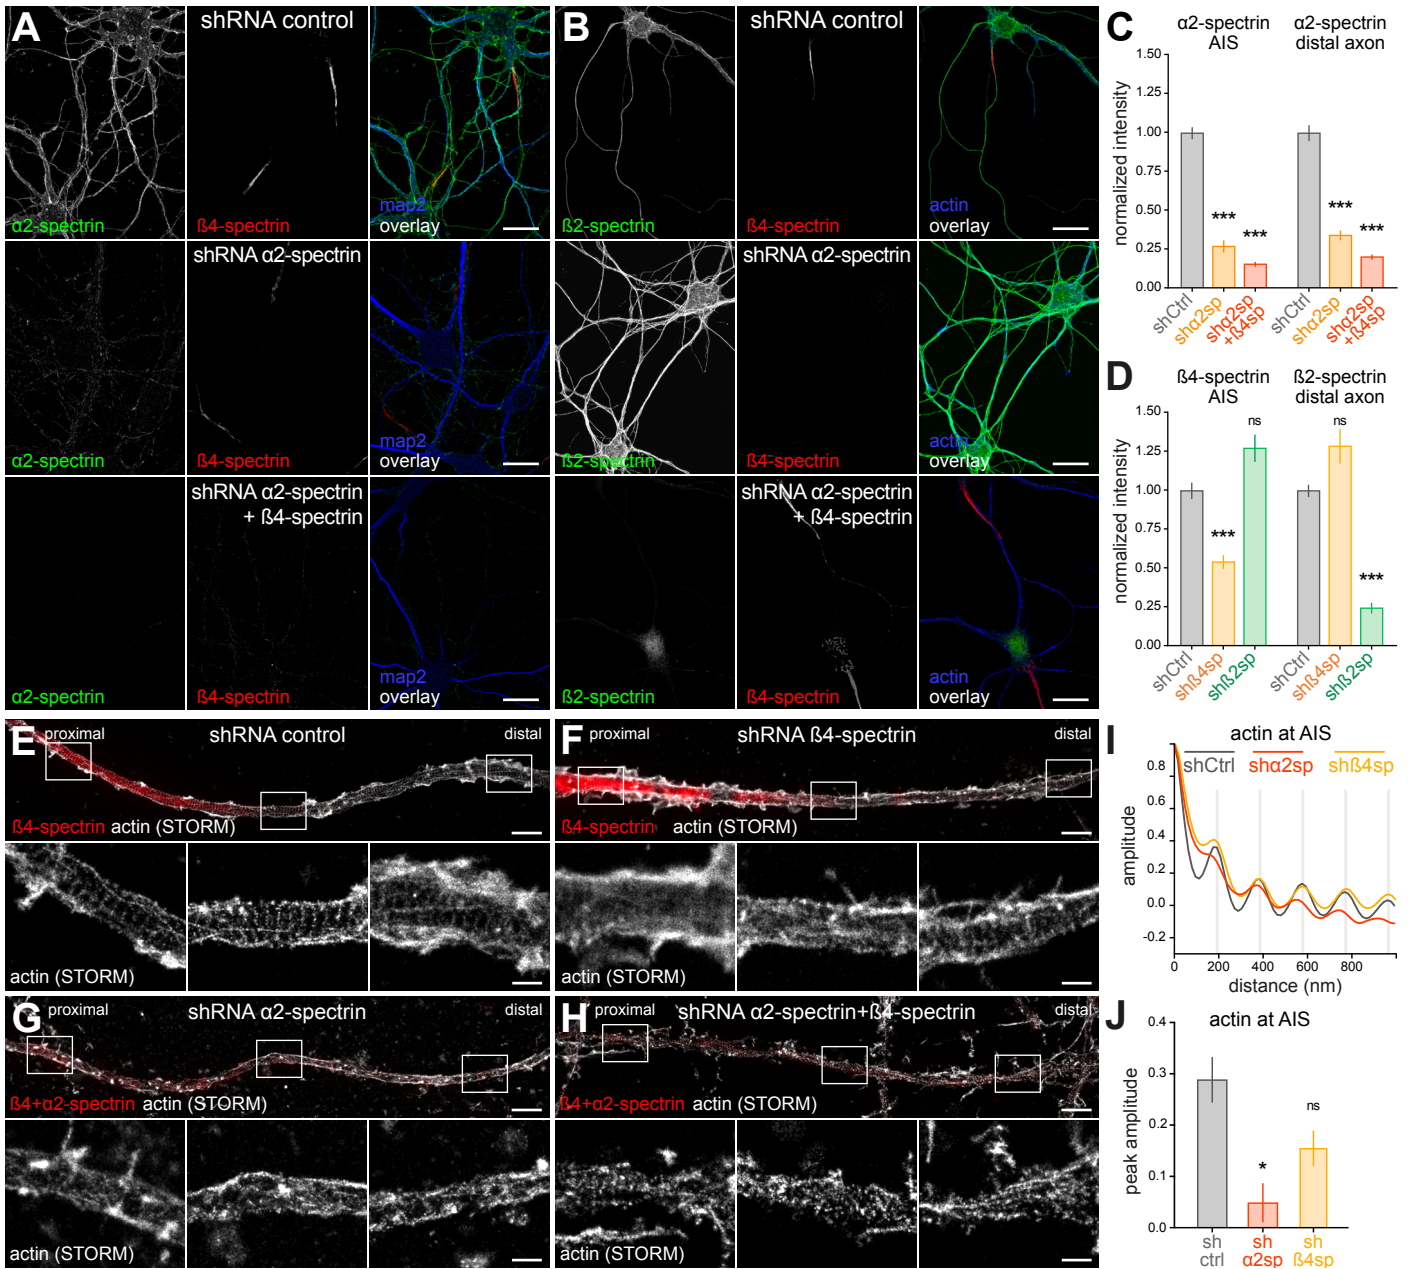 A
shRNA control
α2-spectrin
ß4-spectrin
map2
overlay
shRNA α2-spectrin
α2-spectrin
ß4-spectrin
map2
overlay
shRNA α2-spectrin
+ ß4-spectrin
α2-spectrin
ß4-spectrin
map2
overlay
B
shRNA control
ß2-spectrin
ß4-spectrin
actin
overlay
shRNA α2-spectrin
ß2-spectrin
ß4-spectrin
actin
overlay
shRNA α2-spectrin
+ ß4-spectrin
ß2-spectrin
ß4-spectrin
actin
overlay
C
α2-spectrin
AIS
α2-spectrin
distal axon
normalized intensity
1.50
1.25
1.00
0.75
0.50
0.25
0.00
***
***
***
***
shCtrl
shα2sp
shα2sp
+ß4sp
shCtrl
shα2sp
shα2sp
+ß4sp
D
ß4-spectrin
AIS
ß2-spectrin
distal axon
normalized intensity
1.50
1.25
1.00
0.75
0.50
0.25
0.00
***
ns
ns
***
shCtrl
shß4sp
shß2sp
shCtrl
shß4sp
shß2sp
E
proximal
shRNA control
distal
ß4-spectrin actin (STORM)
actin (STORM)
F
proximal
shRNA ß4-spectrin
distal
ß4-spectrin actin (STORM)
actin (STORM)
G
proximal
shRNA α2-spectrin
distal
ß4+α2-spectrin actin (STORM)
actin (STORM)
H
proximal
shRNA α2-spectrin+ß4-spectrin
distal
ß4+α2-spectrin actin (STORM)
actin (STORM)
I
actin at AIS
shCtrl shα2sp shß4sp
amplitude
0.8
0.6
0.4
0.2
0.0
-0.2
0 200 400 600 800
distance (nm)
J
actin at AIS
peak amplitude
0.4
0.3
0.2
0.1
0.0
*
ns
sh
ctrl
sh
α2sp
sh
ß4sp